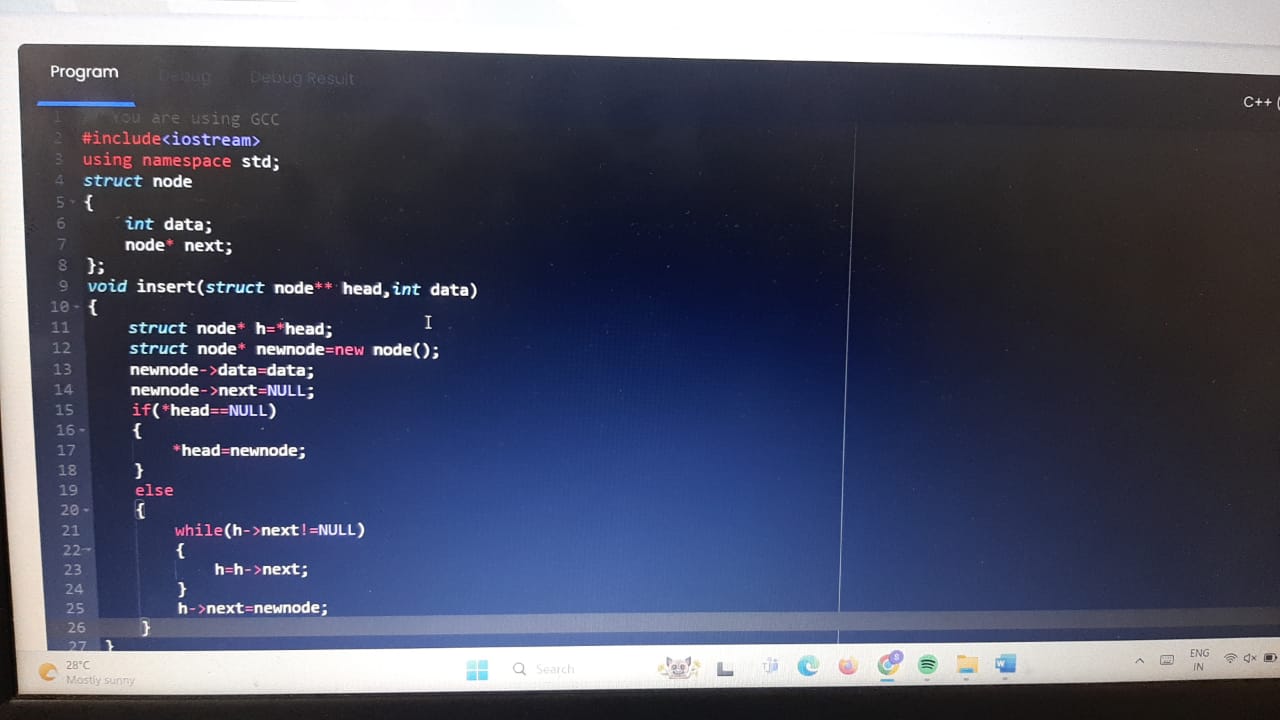 Program Debug Debug Result
C++ (
1 // You are using GCC
2 #include<iostream>
3 using namespace std;
4 struct node
5 {
6 int data;
7 node* next;
8 };
9 void insert(struct node** head,int data)
10 {
11 struct node* h=*head;
12 struct node* newnode=new node();
13 newnode->data=data;
14 newnode->next=NULL;
15 if(*head==NULL)
16 {
17 *head=newnode;
18 }
19 else
20 {
21 while(h->next!=NULL)
22 {
23 h=h->next;
24 }
25 h->next=newnode;
26 }
27 }
28°C
Mostly sunny
Search
ENG
IN